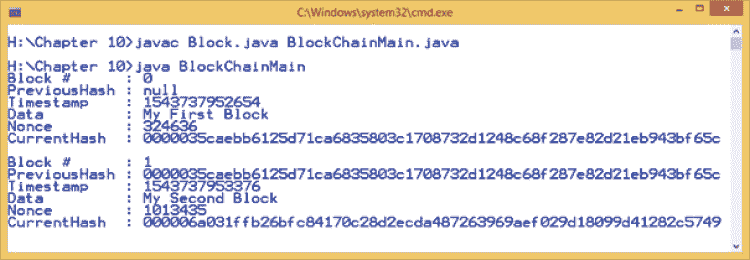 C:\Windows\system32\cmd.exe
H:\Chapter 10>javac Block.java BlockChainMain.java
H:\Chapter 10>java BlockChainMain
Block # : 0
PreviousHash : null
Timestamp : 1543737952654
Data : My First Block
Nonce : 324636
CurrentHash : 0000035caebb6125d71ca6835803c1708732d1248c68f287e82d21eb943bf65c
Block # : 1
PreviousHash : 0000035caebb6125d71ca6835803c1708732d1248c68f287e82d21eb943bf65c
Timestamp : 1543737953376
Data : My Second Block
Nonce : 1013435
CurrentHash : 000006a031ffb26bfc84170c28d2ecda487263969aef029d18099d41282c5749